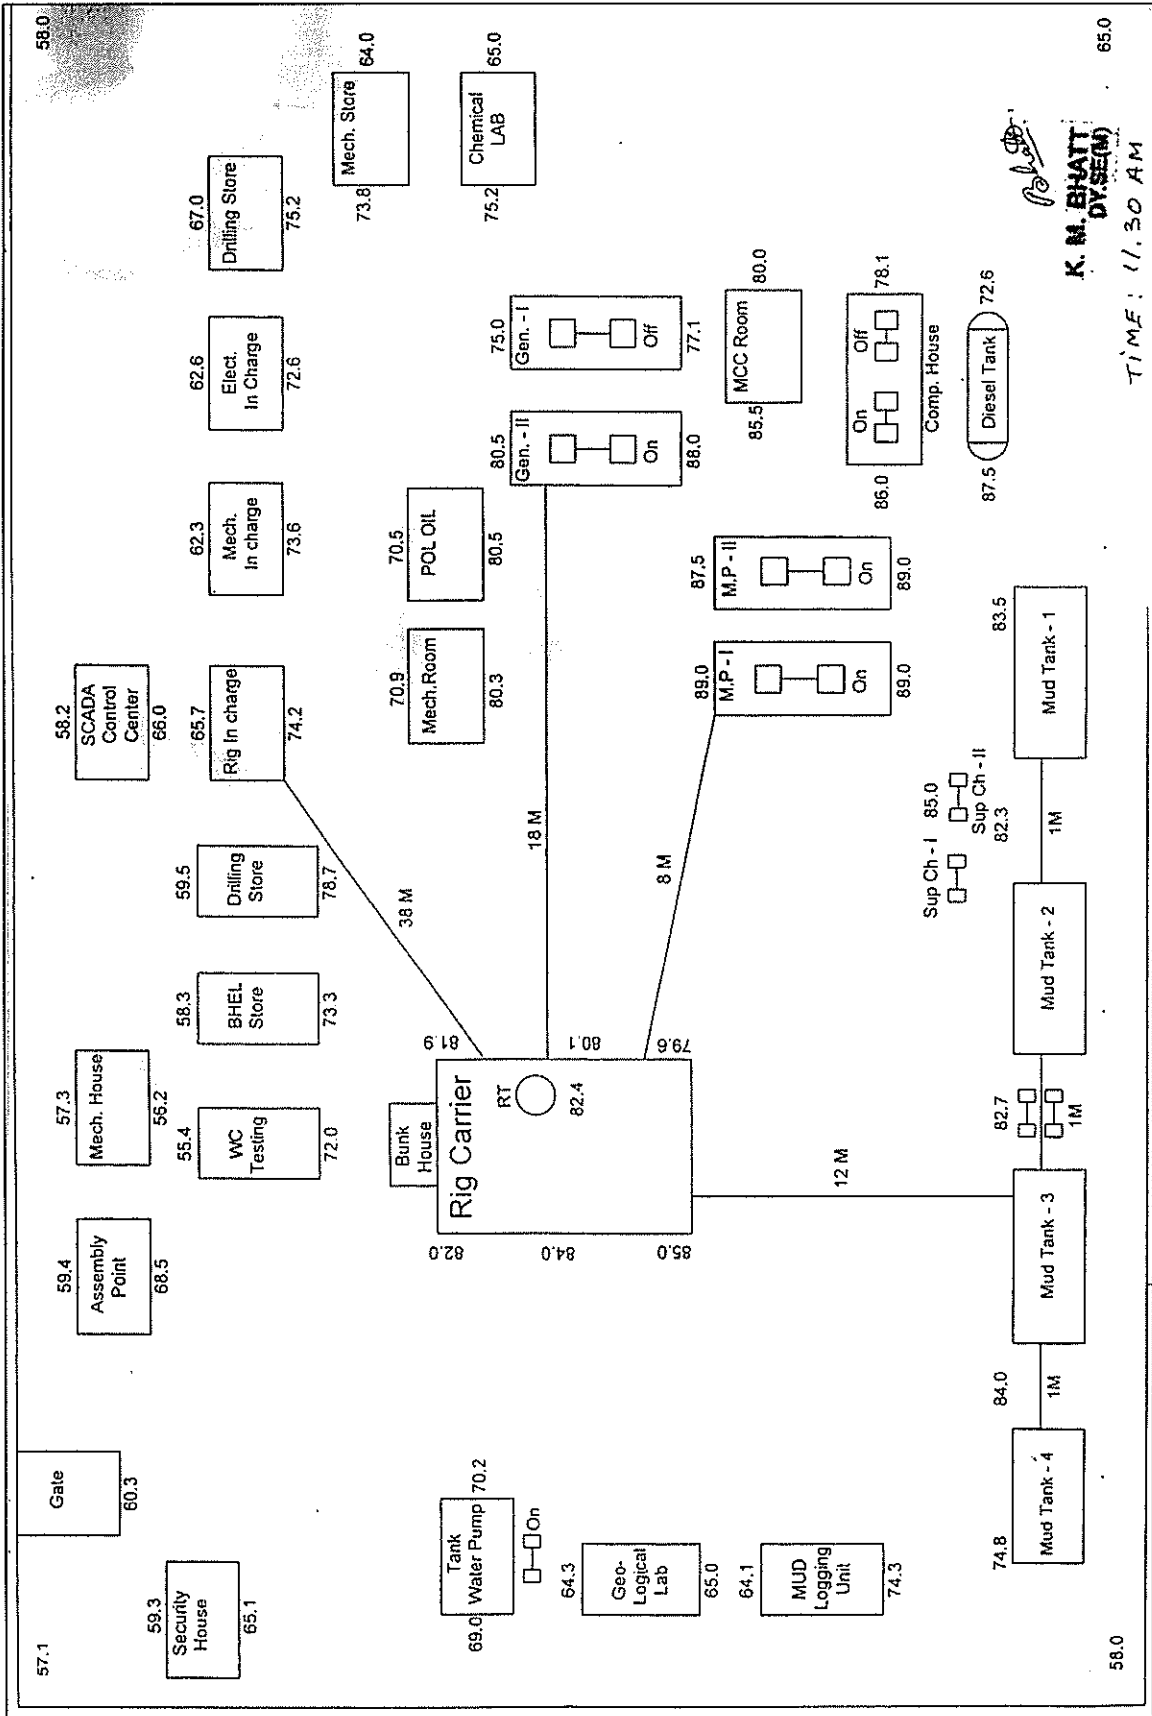 57.1
58.0
Gate
60.3
59.3
Security
House
65.1
59.4
Assembly
Point
68.5
57.3
Mech. House
56.2
58.2
SCADA
Control
Center
66.0
55.4
WC
Testing
72.0
58.3
BHEL
Store
73.3
59.5
Drilling
Store
78.7
65.7
Rig In charge
74.2
62.3
Mech.
In charge
73.6
62.6
Elect.
In Charge
72.6
67.0
Drilling Store
75.2
73.8
Mech. Store
64.0
75.2
Chemical
LAB
65.0
69.0
Tank
Water Pump
70.2
On
64.3
Geo-
Logical
Lab
65.0
64.1
MUD
Logging
Unit
74.3
Bunk
House
Rig Carrier
RT
82.4
82.0
84.0
85.0
81.9
80.1
79.6
38 M
18 M
8 M
12 M
70.9
Mech.Room
80.3
70.5
POL OIL
80.5
80.5
Gen. - II
On
88.0
75.0
Gen. - I
Off
77.1
89.0
M.P - I
On
89.0
87.5
M.P - II
On
89.0
85.5
MCC Room
80.0
On
Off
86.0
78.1
Comp. House
87.5
Diesel Tank
72.6
Sup Ch - I
85.0
Sup Ch - II
82.3
74.8
Mud Tank - 4
84.0
1M
Mud Tank - 3
82.7
1M
Mud Tank - 2
1M
Mud Tank - 1
83.5
58.0
65.0
K. M. BHATT
DY.SE(M)
TIME: 11.30 AM